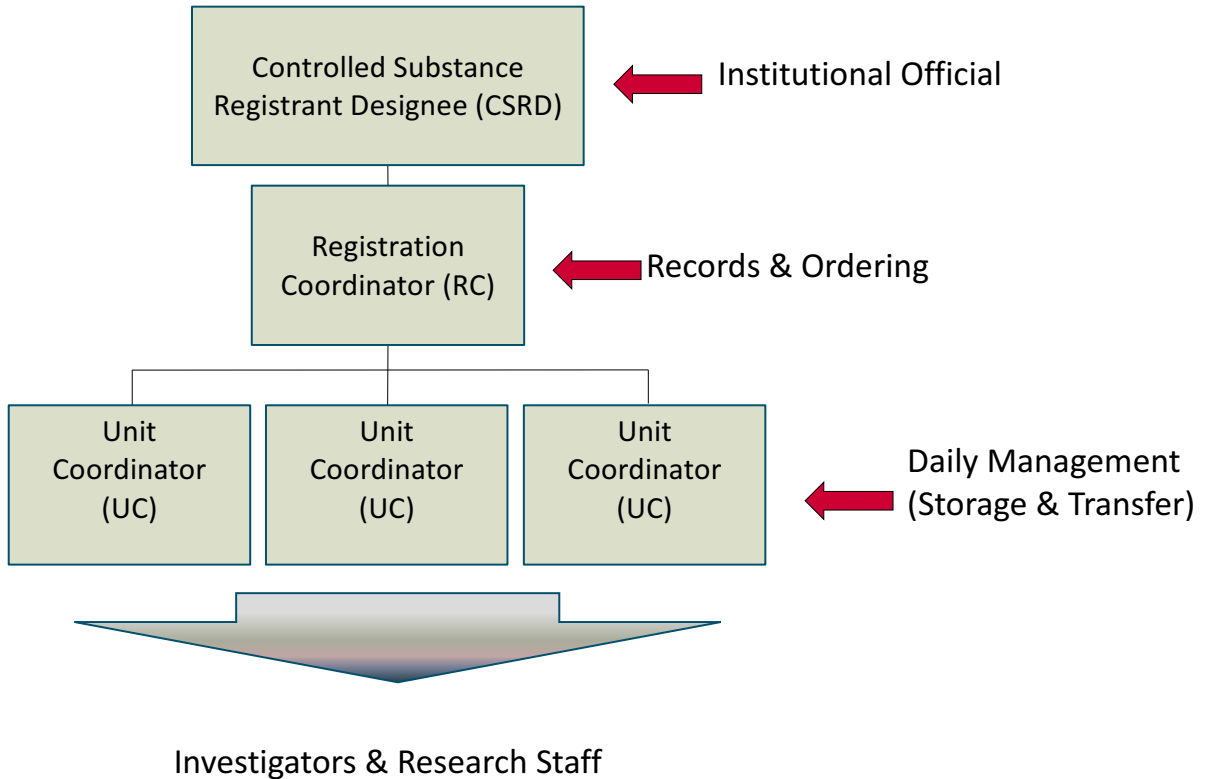 Controlled Substance
Registrant Designee (CSRD)
Institutional Official
Registration
Coordinator (RC)
Records & Ordering
Unit
Coordinator
(UC)
Unit
Coordinator
(UC)
Unit
Coordinator
(UC)
Daily Management
(Storage & Transfer)
Investigators & Research Staff